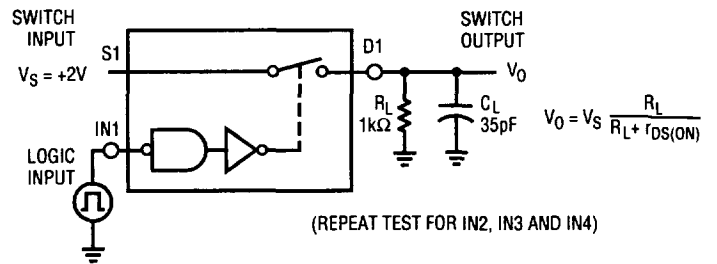 SWITCH
INPUT
SWITCH
OUTPUT
S1
D1
V_S = +2V
V_O
R_L
1kΩ
C_L
35pF
V_O = V_S R_L / (R_L + r_DS(ON))
IN1
LOGIC
INPUT
(REPEAT TEST FOR IN2, IN3 AND IN4)